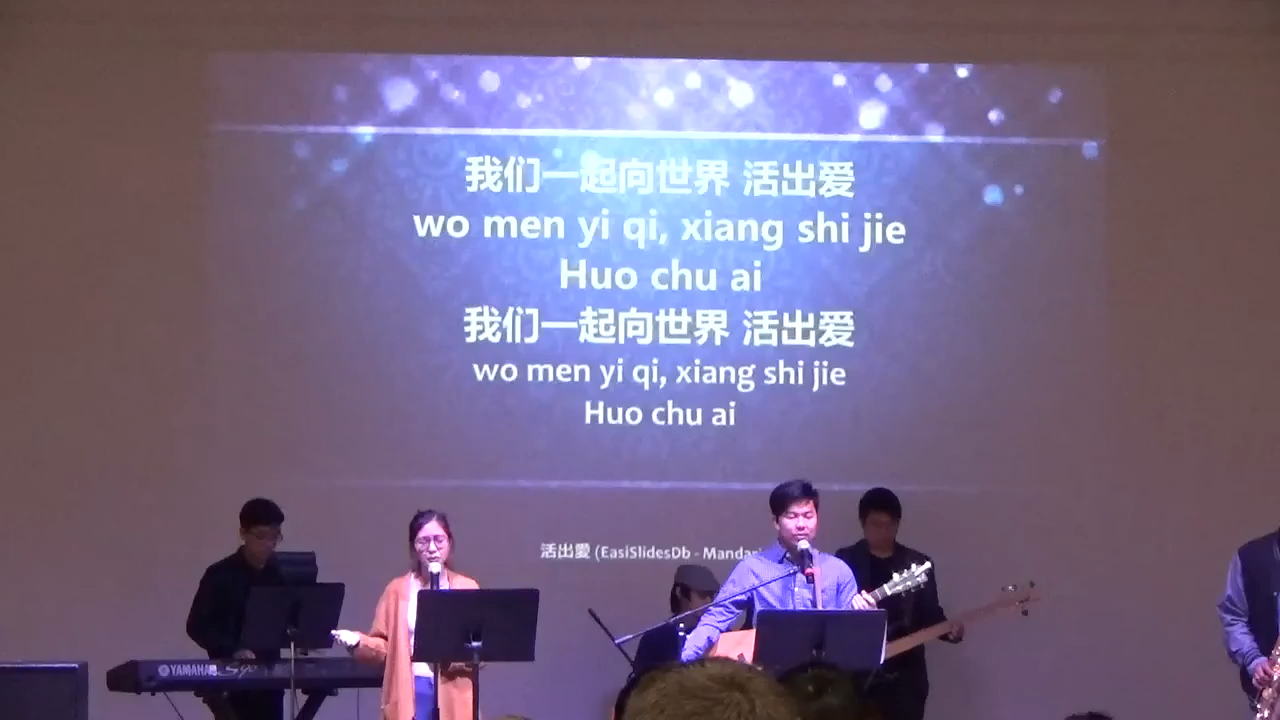 我们一起向世界 活出爱
wo men yi qi, xiang shi jie
Huo chu ai
我们一起向世界 活出爱
wo men yi qi, xiang shi jie
Huo chu ai
活出愛 (EasiSlidesDb - Mandari
YAMAHA S90